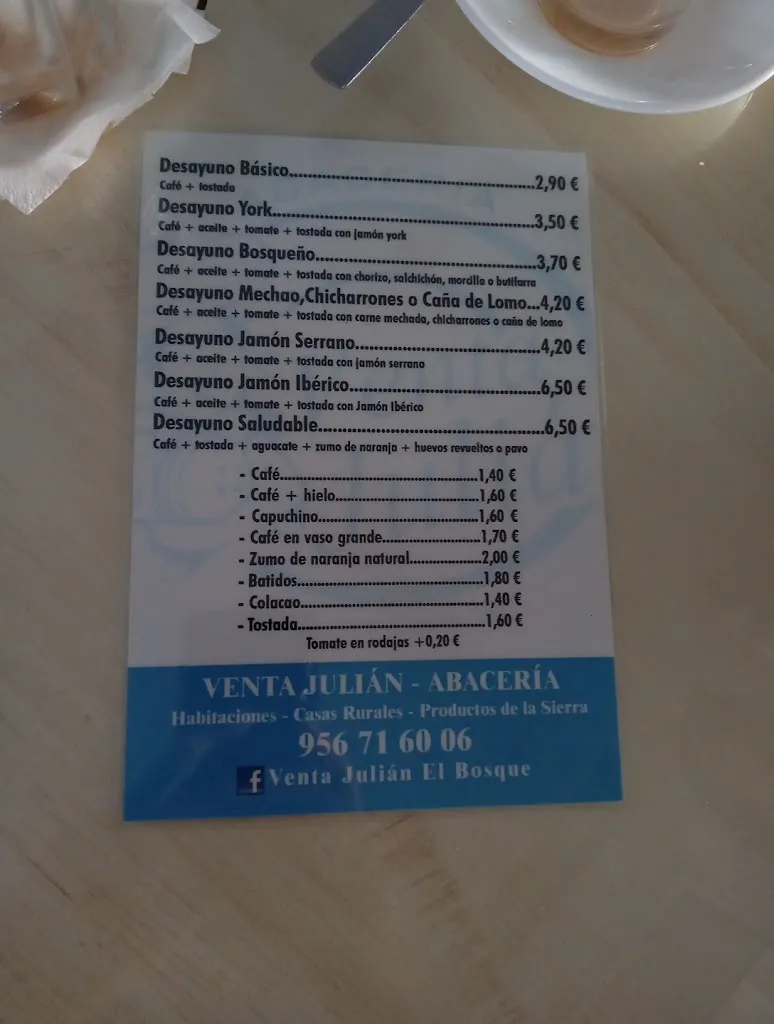 Desayuno Básico..................................................2,90 €
Café + tostada
Desayuno York.....................................................3,50 €
Café + aceite + tomate + tostada con jamón york
Desayuno Bosqueño............................................3,70 €
Café + aceite + tomate + tostada con chorizo, salchichón, morcilla o butifarra
Desayuno Mechao,Chicharrones o Caña de Lomo...4,20 €
Café + aceite + tomate + tostada con carne mechada, chicharrones o caña de lomo
Desayuno Jamón Serrano.....................................4,20 €
Café + aceite + tomate + tostada con jamón serrano
Desayuno Jamón Ibérico.......................................6,50 €
Café + aceite + tomate + tostada con Jamón Ibérico
Desayuno Saludable.............................................6,50 €
Café + tostada + aguacate + zumo de naranja + huevos revueltos o pavo
- Café.............................................1,40 €
- Café + hielo................................1,60 €
- Capuchino....................................1,60 €
- Café en vaso grande......................1,70 €
- Zumo de naranja natural................2,00 €
- Batidos.........................................1,80 €
- Colacao.........................................1,40 €
- Tostada..........................................1,60 €
Tomate en rodajas +0,20 €
VENTA JULIÁN - ABACERÍA
Habitaciones - Casas Rurales - Productos de la Sierra
956 71 60 06
f Venta Julián El Bosque